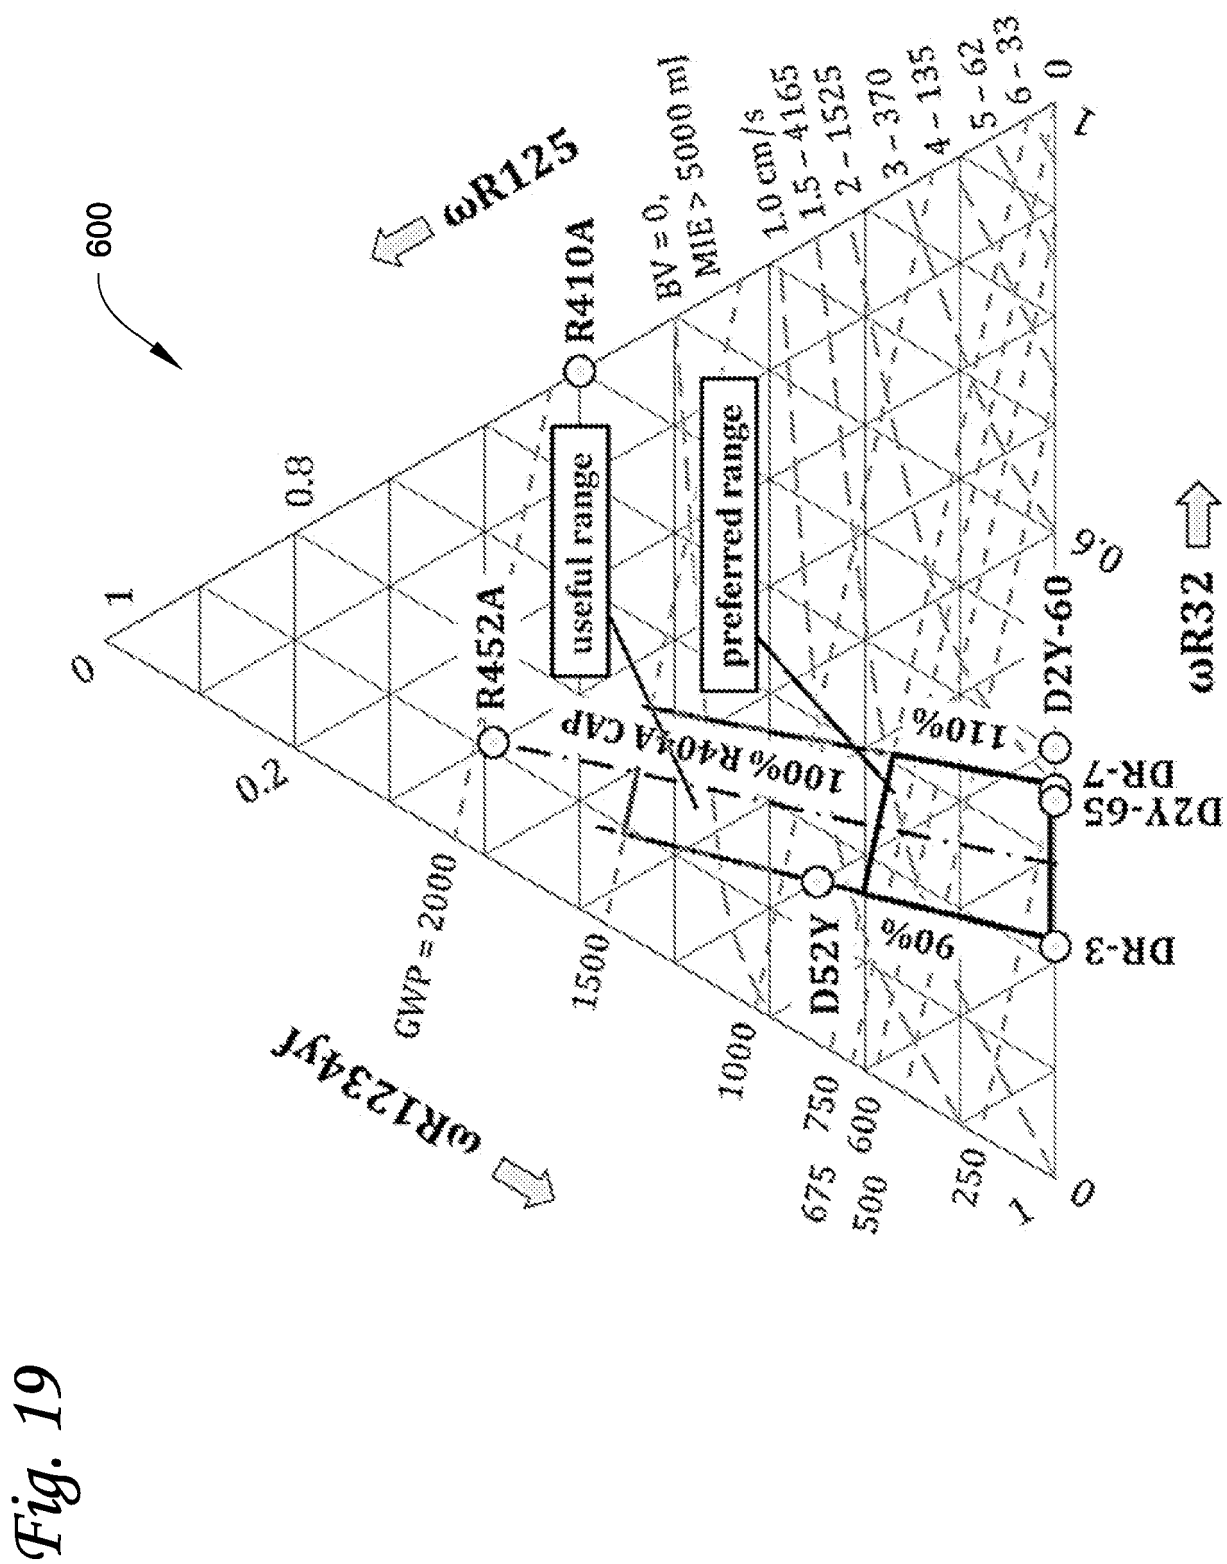 Fig. 19
600
0
1
0.2
0.8
ωR125
R410A
R452A
useful range
preferred range
BV = 0,
MIE > 5000 mJ
1.0 cm/s
1.5 – 4165
2 – 1525
3 – 370
4 – 135
5 – 62
6 – 33
0
1
ωR1234yf
GWP = 2000
1500
1000
750
675
600
500
250
100% R404A CAP
110%
90%
D52Y
D2Y-60
DR-7
D2Y-65
DR-3
0.6
ωR32
1
0